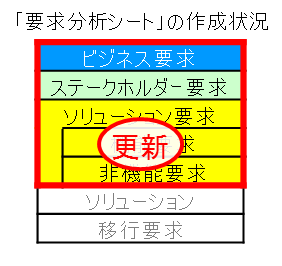 「要求分析シート」の作成状況
ビジネス要求
ステークホルダー要求
ソリューション要求
更新
求
非機能要求
ソリューション
移行要求